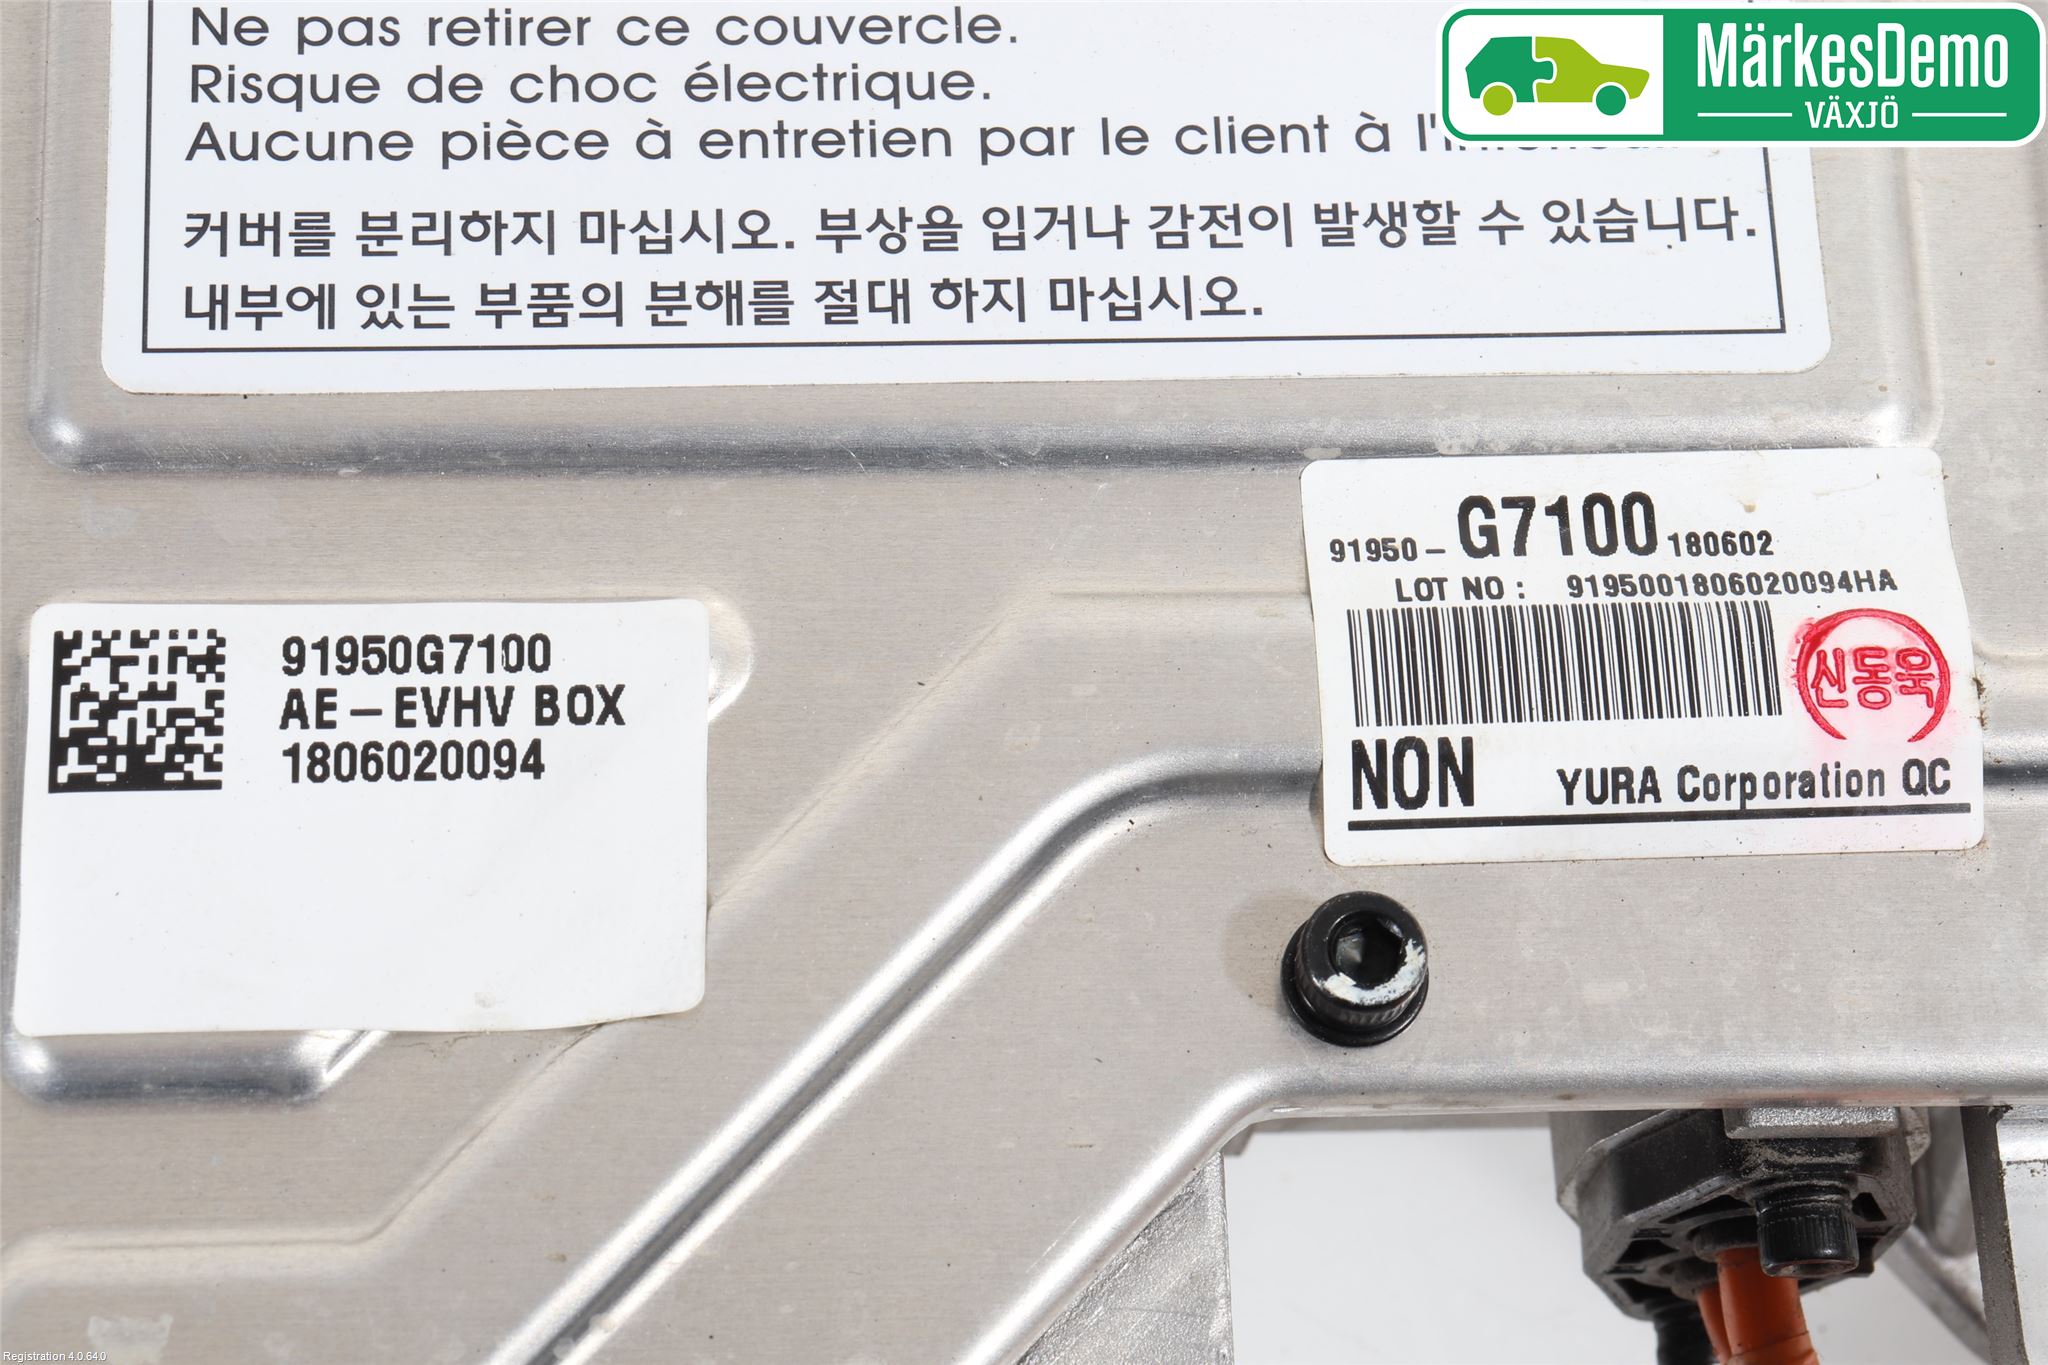 Ne pas retirer ce couvercle.
Risque de choc électrique.
Aucune pièce à entretien par le client à
커버를 분리하지 마십시오. 부상을 입거나 감전이 발생할 수 있습니다.
내부에 있는 부품의 분해를 절대 하지 마십시오.
MärkesDemo
VÄXJÖ
91950G7100
AE-EVHV BOX
1806020094
91950-G7100 180602
LOT NO : 9195001806020094HA
신동욱
NON YURA Corporation QC
Registration 4.0.64.0